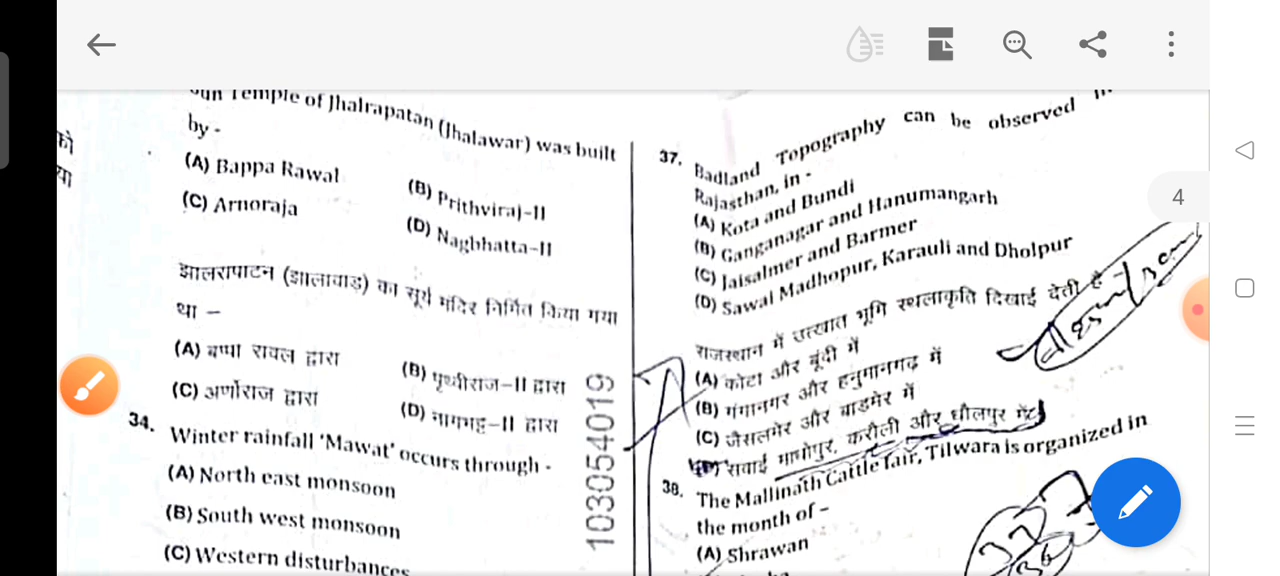 4
को
या
Temple of Jhalrapatan (Jhalawar) was built
by -
(A) Bappa Rawal
(B) Prithviraj-II
(C) Arnoraja
(D) Naghhatta-II
झालरापाटन (झालावाड़) का सूर्य मंदिर निर्मित किया गया
था –
(A) बप्पा रावल द्वारा
(B) पृथ्वीराज-II द्वारा
(C) अर्णोराज द्वारा
(D) नागभट्ट-II द्वारा
34. Winter rainfall 'Mawat' occurs through -
(A) North east monsoon
(B) South west monsoon
(C) Western disturbances
103054019
37. Badland Topography can be observed in
Rajasthan, in -
(A) Kota and Bundi
(B) Ganganagar and Hanumangarh
(C) Jaisalmer and Barmer
(D) Sawai Madhopur, Karauli and Dholpur
राजस्थान में उत्खात भूमि स्थलाकृति दिखाई देती है –
(A) कोटा और बूंदी में
(B) गंगानगर और हनुमानगढ़ में
(C) जैसलमेर और बाडमेर में
(D) सवाई माधोपुर, करौली और धौलपुर में
38. The Mallinath Cattle fair, Tilwara is organized in
the month of –
(A) Shrawan